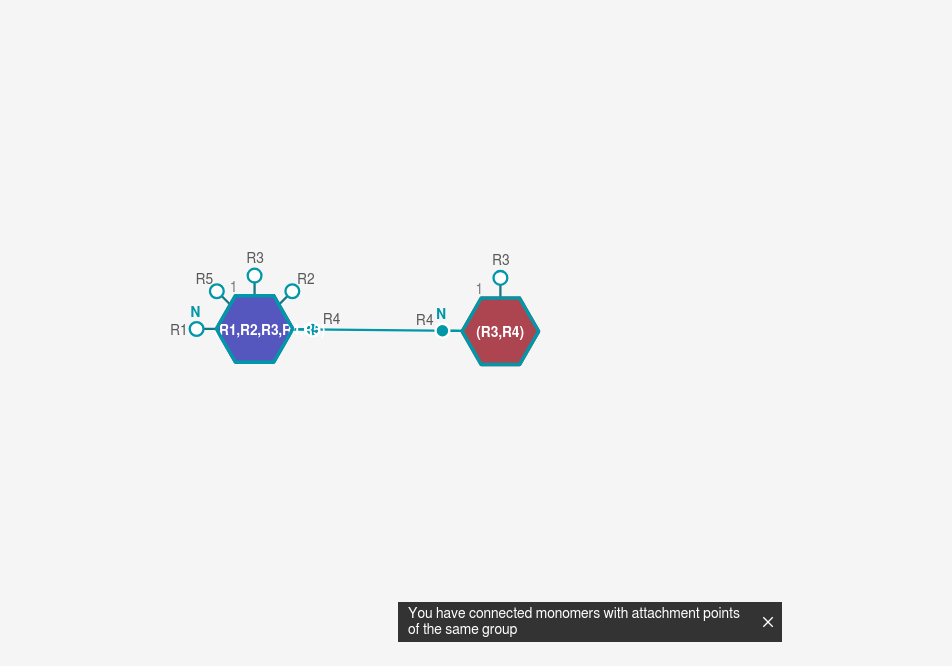 R3
R5
1
R2
N
R1
R1,R2,R3,R
R4
R3
1
N
R4
(R3,R4)
You have connected monomers with attachment points
of the same group